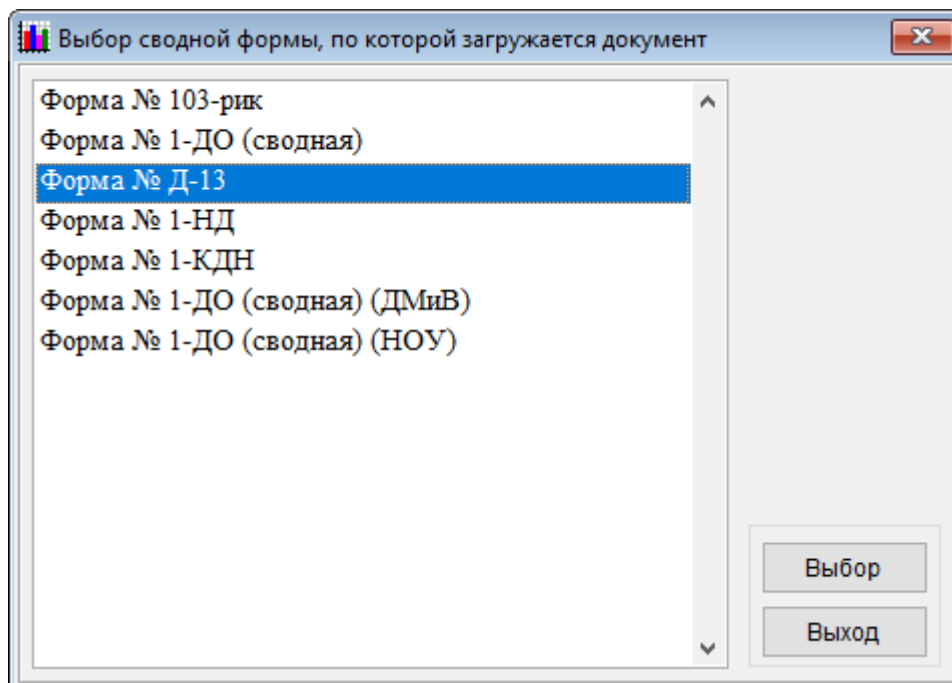 Выбор сводной формы, по которой загружается документ
Форма № 103-рик
Форма № 1-ДО (сводная)
Форма № Д-13
Форма № 1-НД
Форма № 1-КДН
Форма № 1-ДО (сводная) (ДМиВ)
Форма № 1-ДО (сводная) (НОУ)
Выбор
Выход